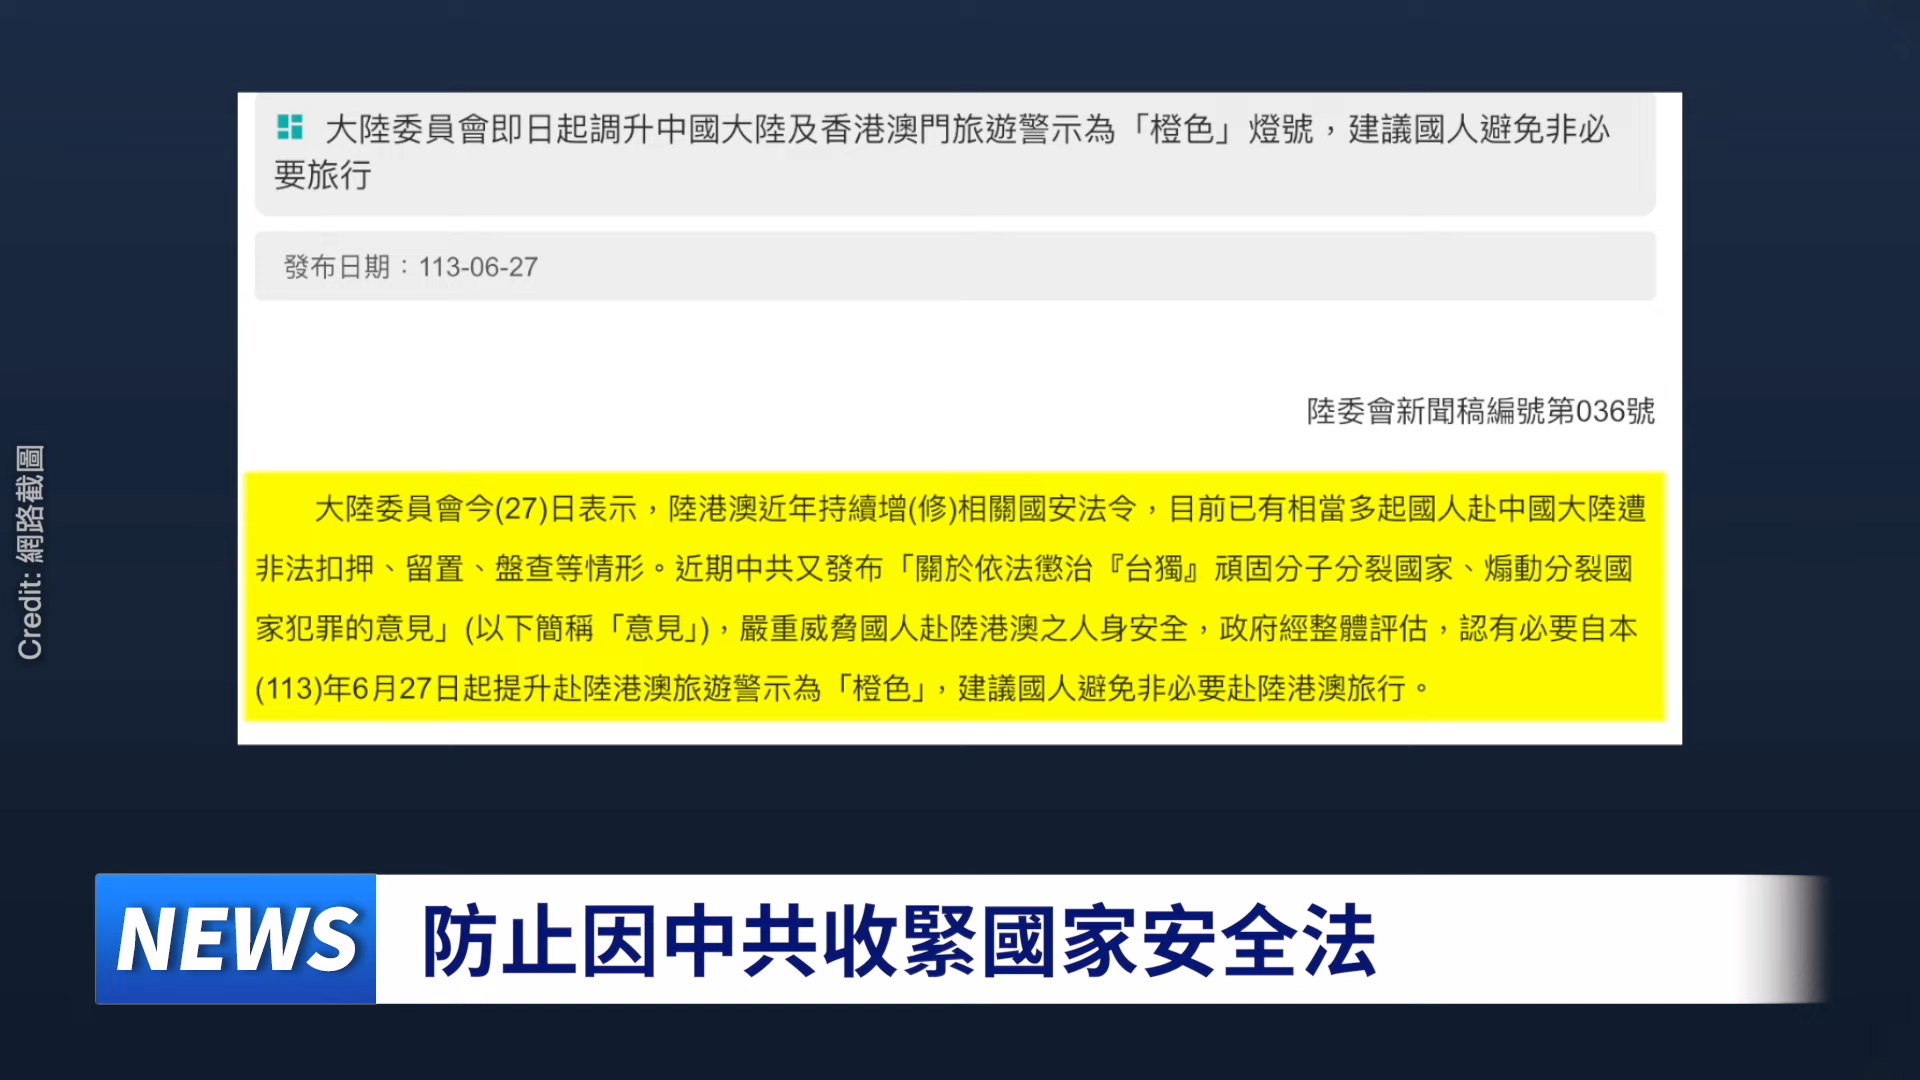 大陸委員會即日起調升中國大陸及香港澳門旅遊警示為「橙色」燈號，建議國人避免非必
要旅行
發布日期：113-06-27
陸委會新聞稿編號第036號
大陸委員會今(27)日表示，陸港澳近年持續增(修)相關國安法令，目前已有相當多起國人赴中國大陸遭
非法扣押、留置、盤查等情形。近期中共又發布「關於依法懲治『台獨』頑固分子分裂國家、煽動分裂國
家犯罪的意見」(以下簡稱「意見」)，嚴重威脅國人赴陸港澳之人身安全，政府經整體評估，認有必要自本
(113)年6月27日起提升赴陸港澳旅遊警示為「橙色」，建議國人避免非必要赴陸港澳旅行。
Credit: 網路截圖
NEWS 防止因中共收緊國家安全法